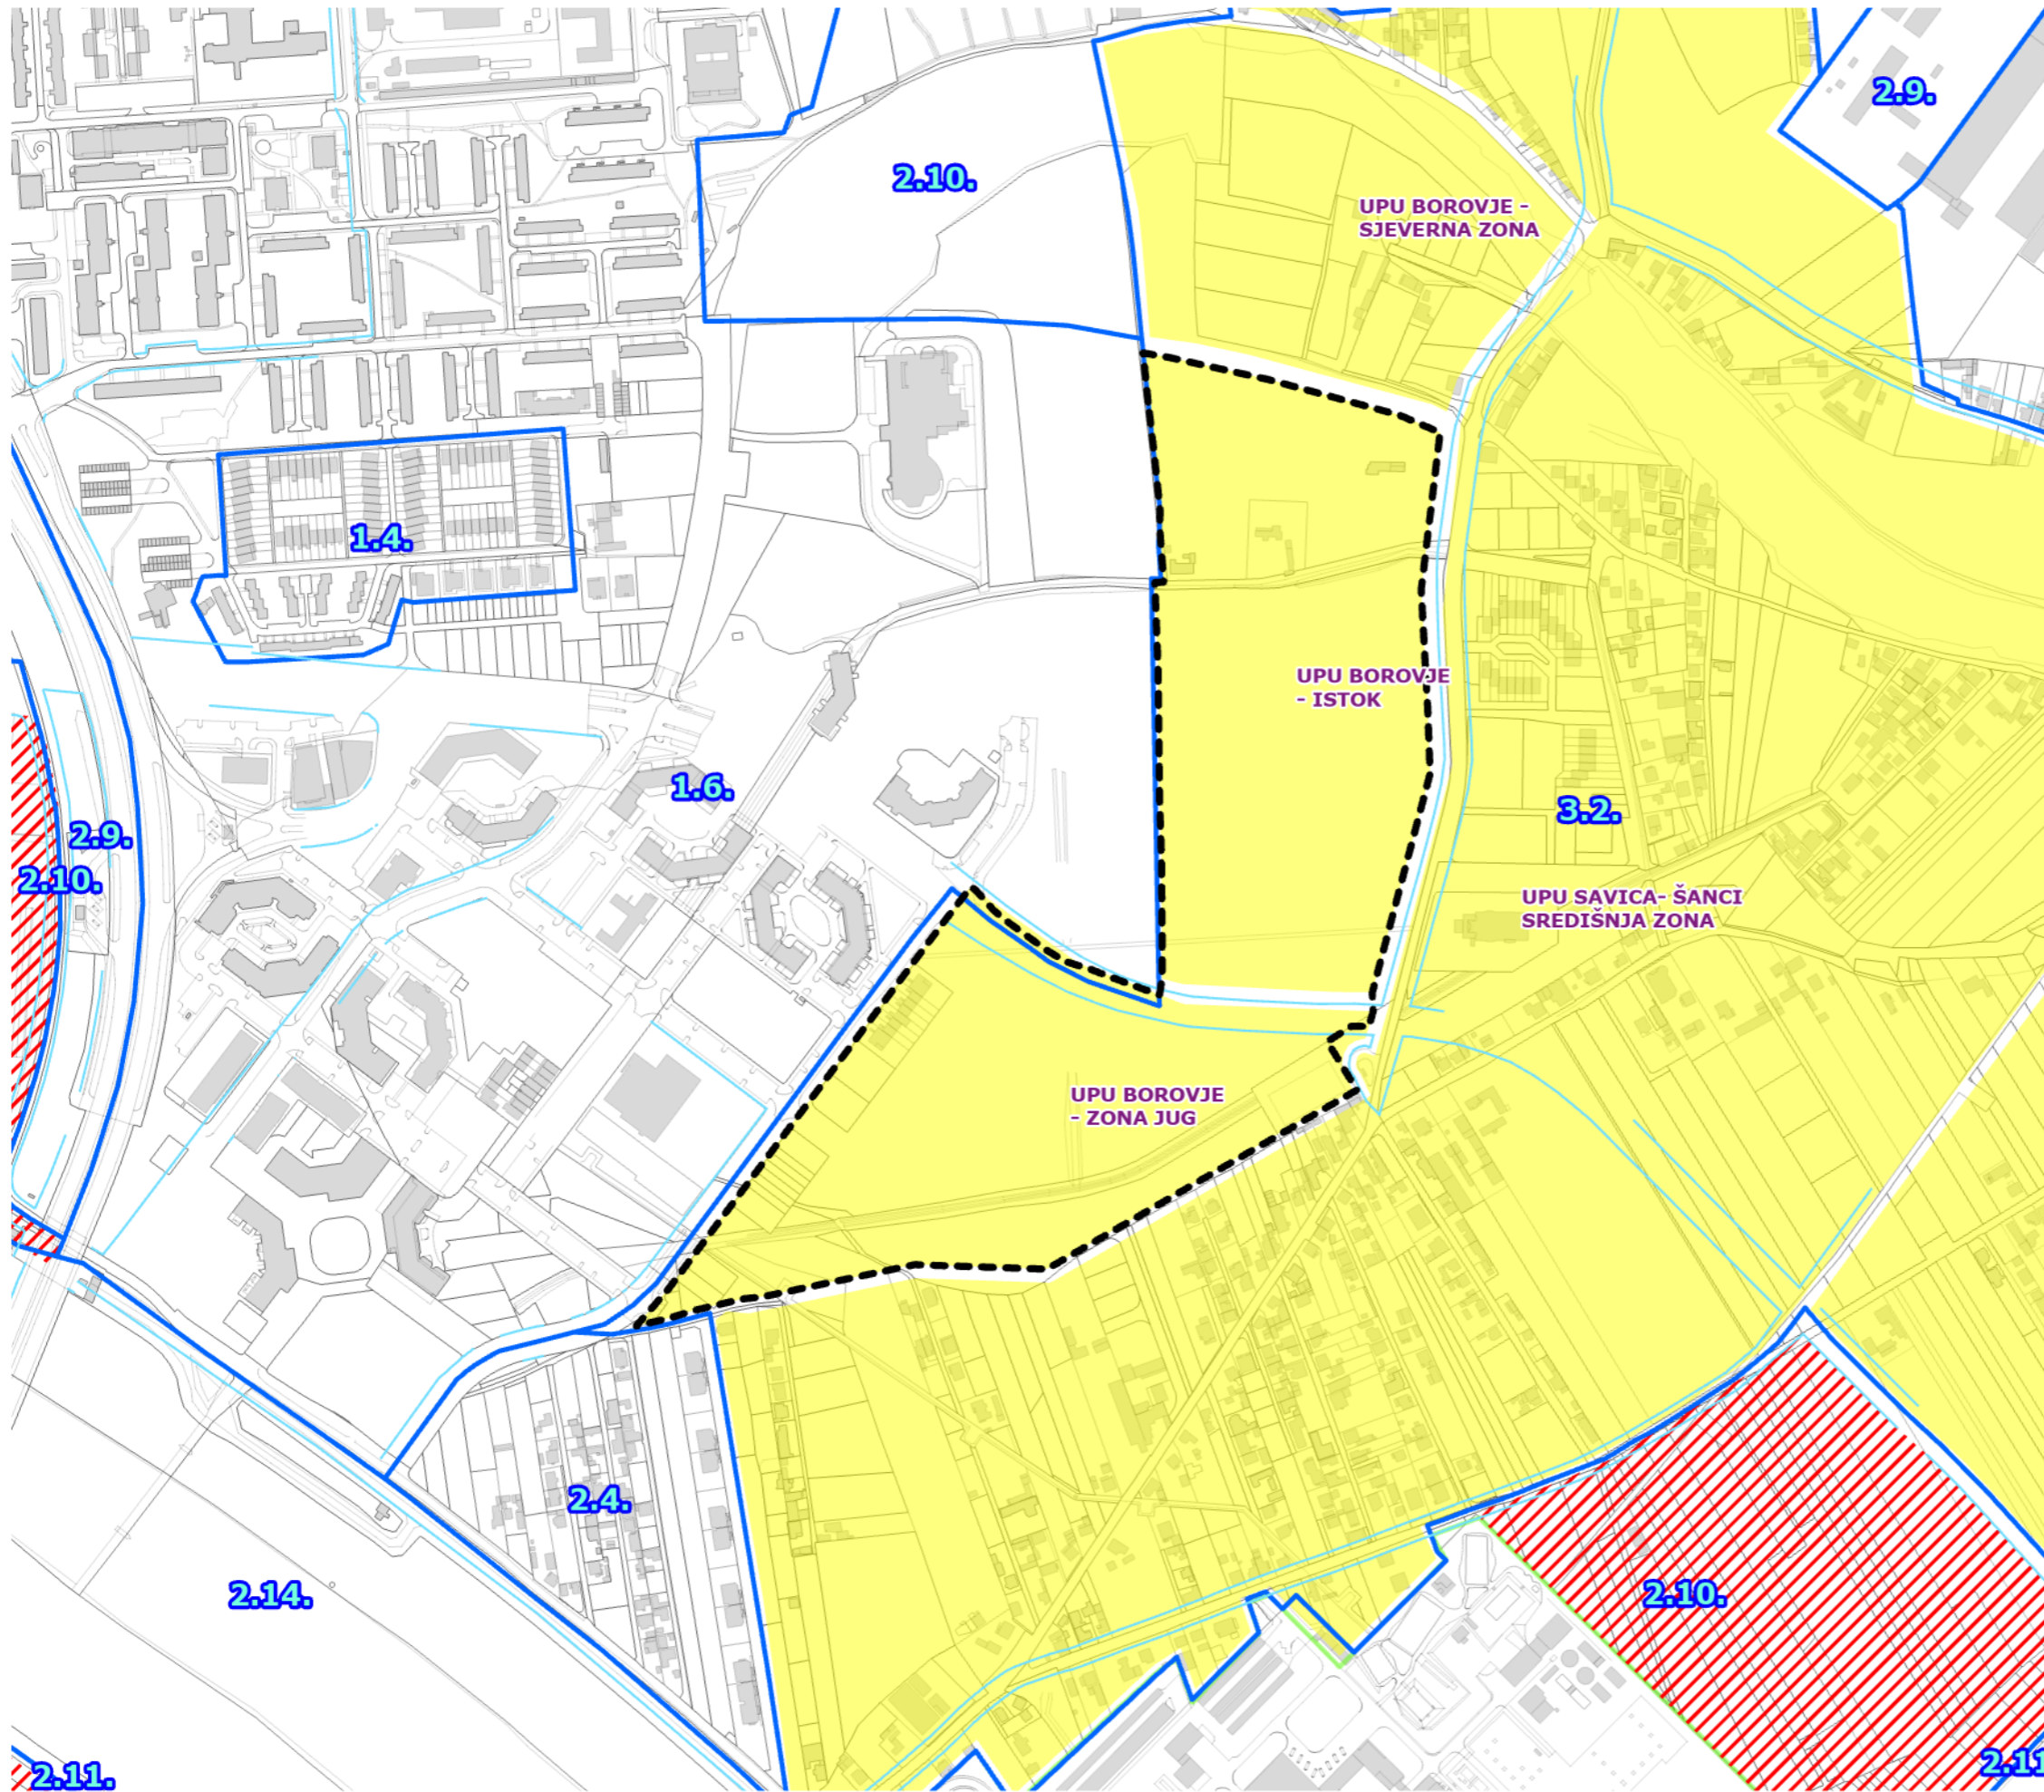 2.9.
2.10.
UPU BOROVJE -
SJEVERNA ZONA
1.4.
UPU BOROVJE
- ISTOK
1.6.
3.2.
2.9.
2.10.
UPU SAVICA- ŠANCI
SREDIŠNJA ZONA
UPU BOROVJE
- ZONA JUG
2.4.
2.14.
2.10.
2.11.
2.11